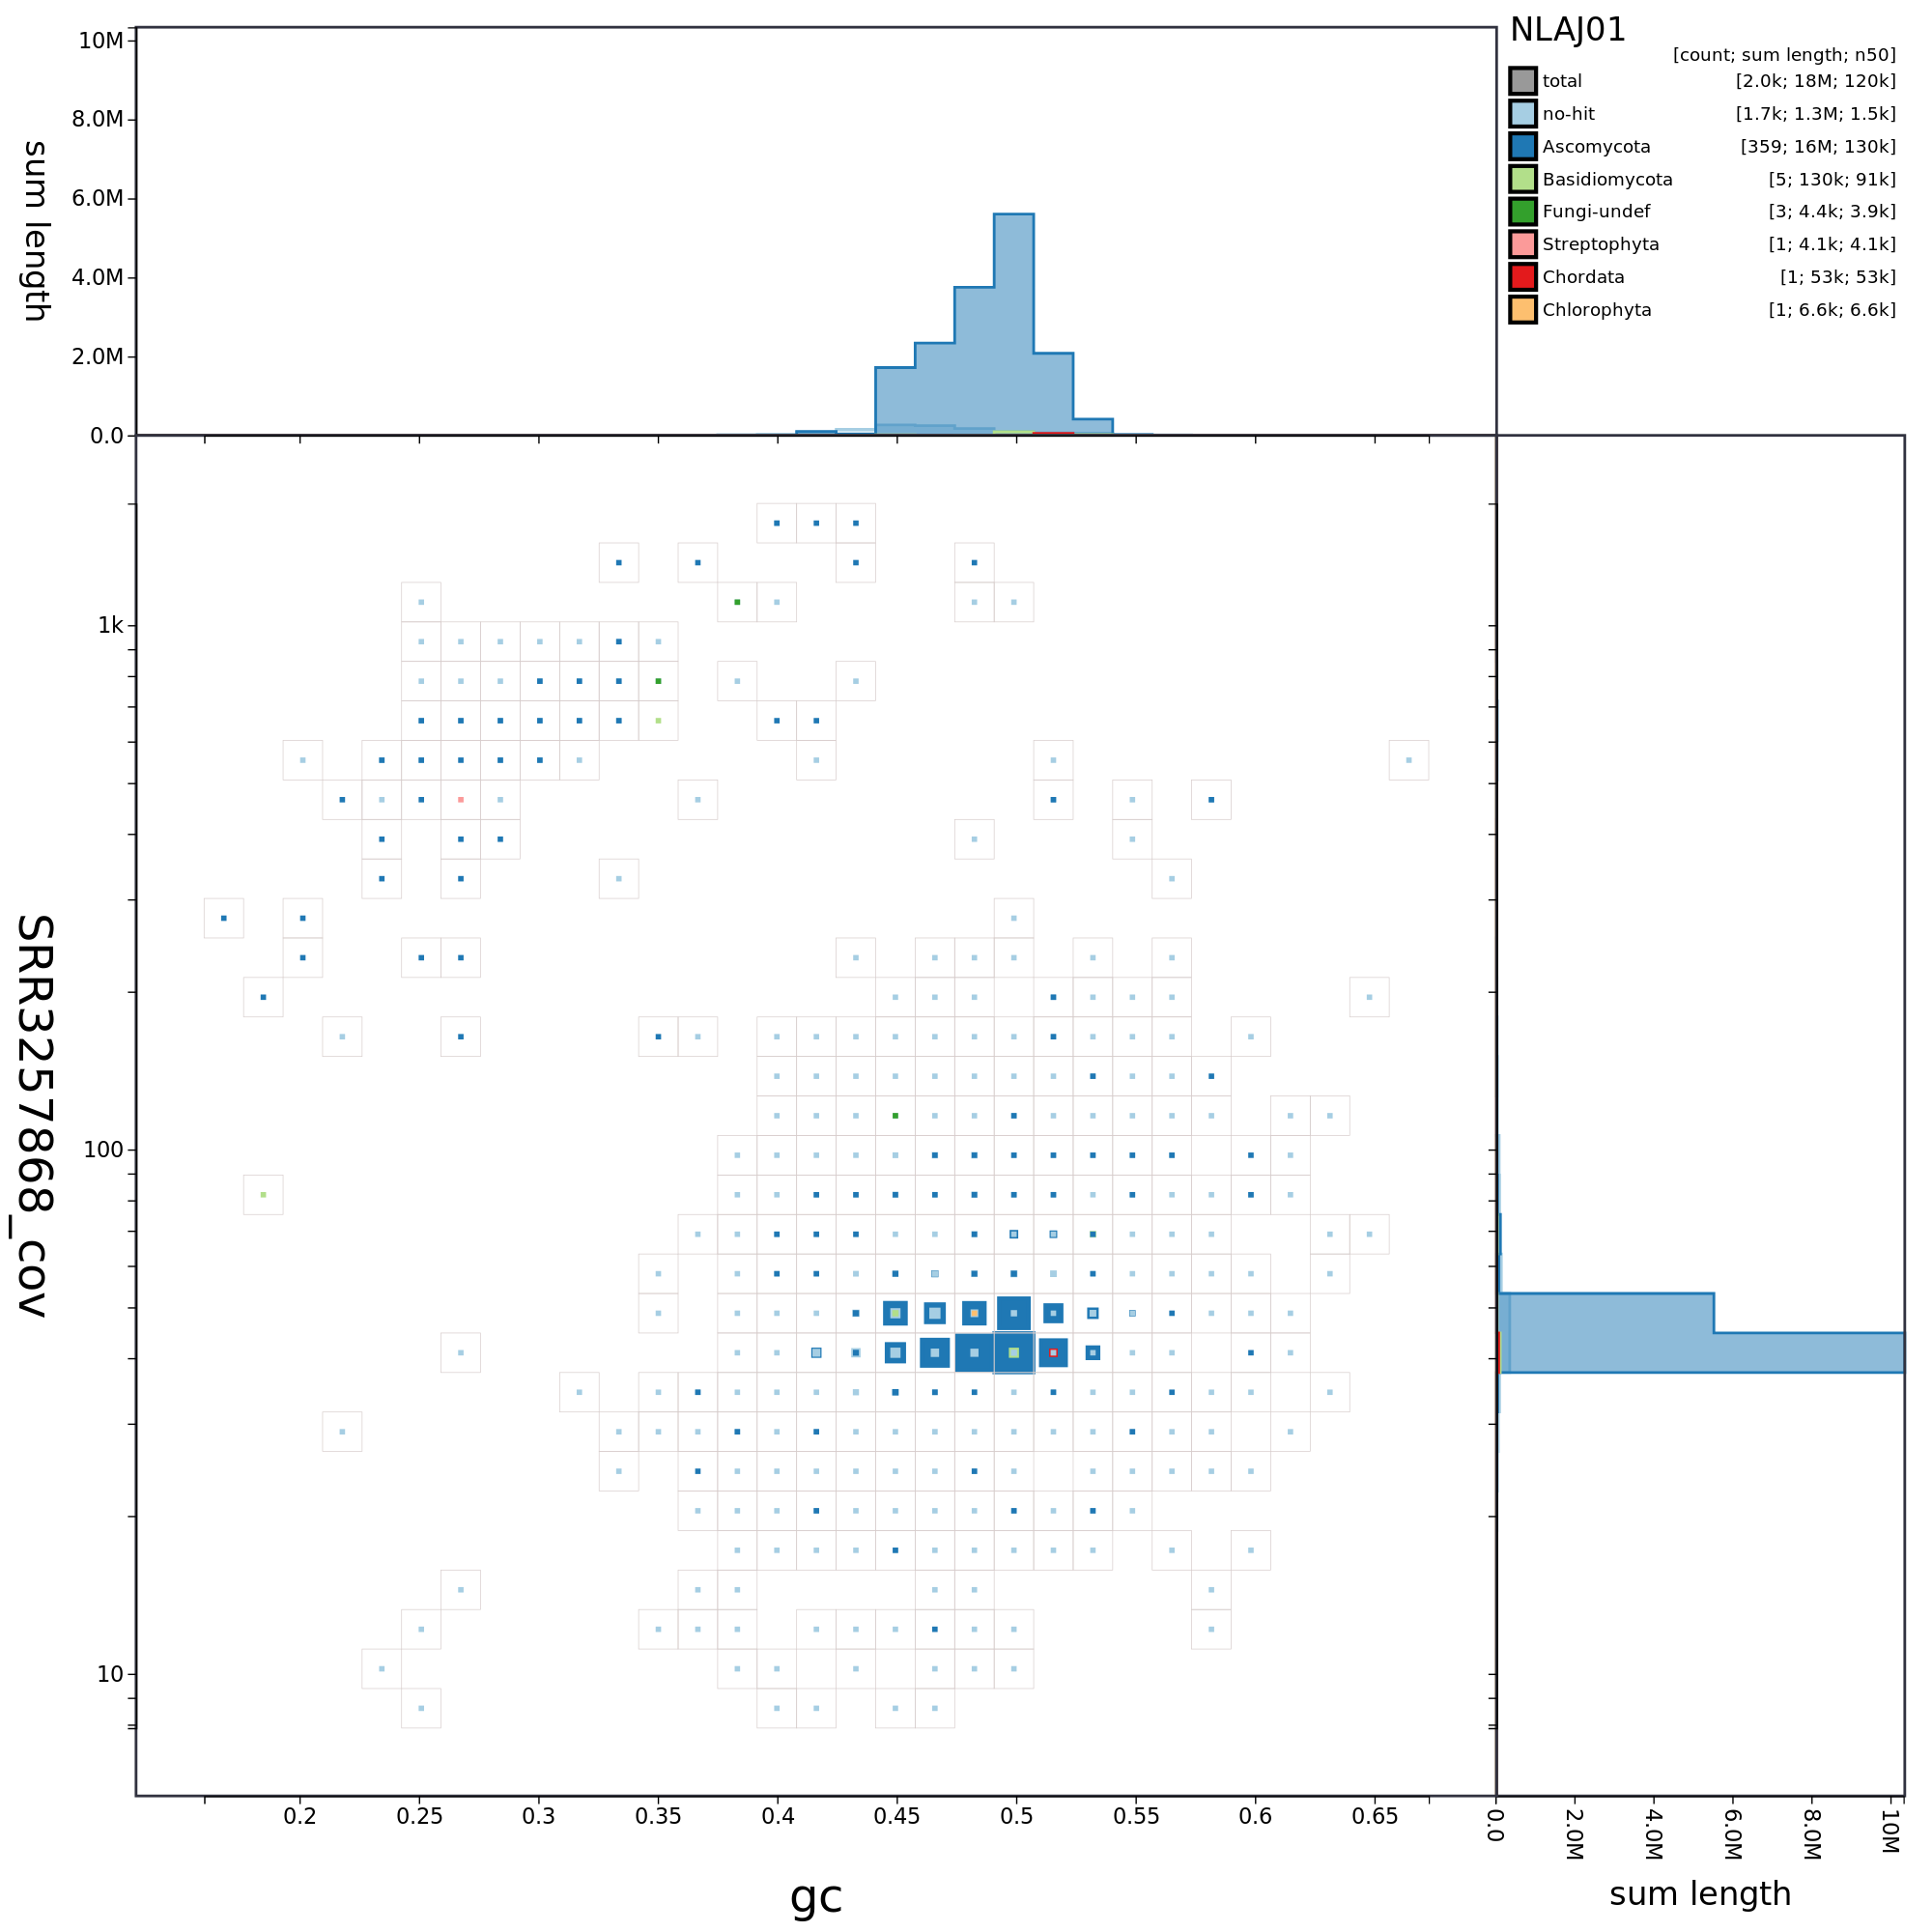 NLAJ01
[count; sum length; n50]
total [2.0k; 18M; 120k]
no-hit [1.7k; 1.3M; 1.5k]
Ascomycota [359; 16M; 130k]
Basidiomycota [5; 130k; 91k]
Fungi-undef [3; 4.4k; 3.9k]
Streptophyta [1; 4.1k; 4.1k]
Chordata [1; 53k; 53k]
Chlorophyta [1; 6.6k; 6.6k]
10M
8.0M
6.0M
4.0M
2.0M
0.0
sum length
1k
100
10
SRR3257868_cov
0.2 0.25 0.3 0.35 0.4 0.45 0.5 0.55 0.6 0.65
gc
0.0 2.0M 4.0M 6.0M 8.0M 10M
sum length